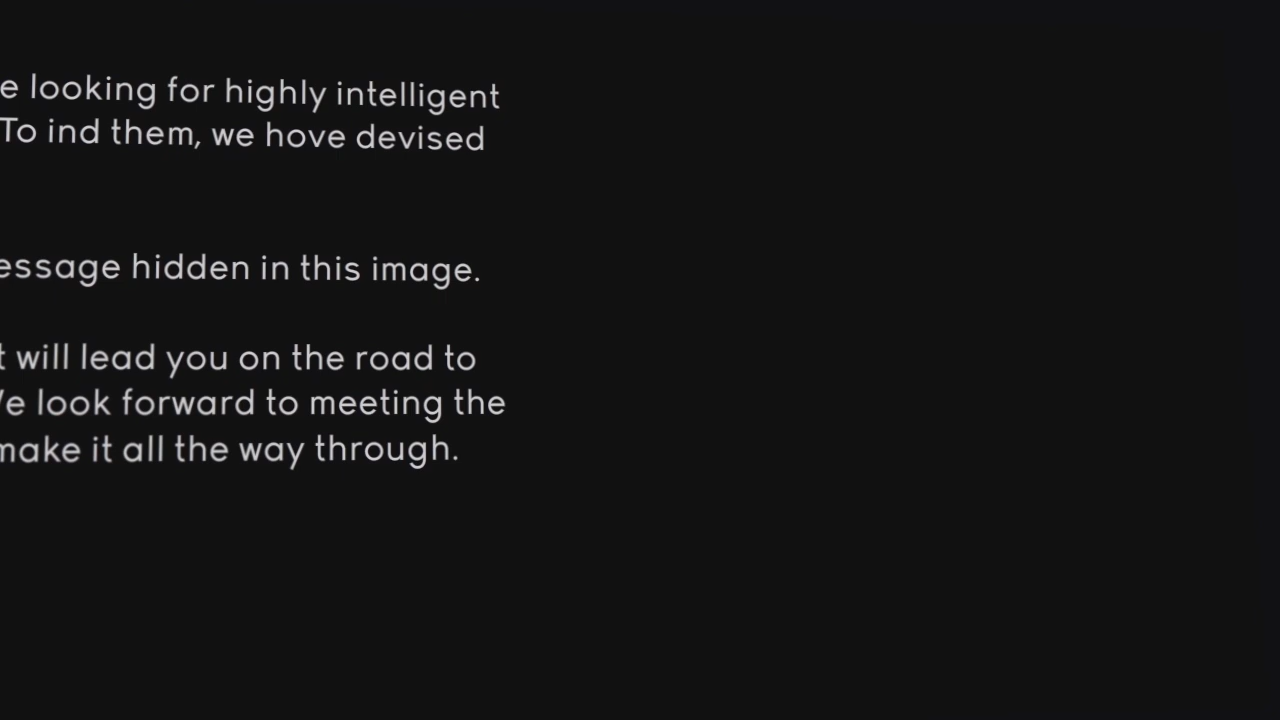 e looking for highly intelligent
To ind them, we hove devised
essage hidden in this image.
t will lead you on the road to
e look forward to meeting the
make it all the way through.